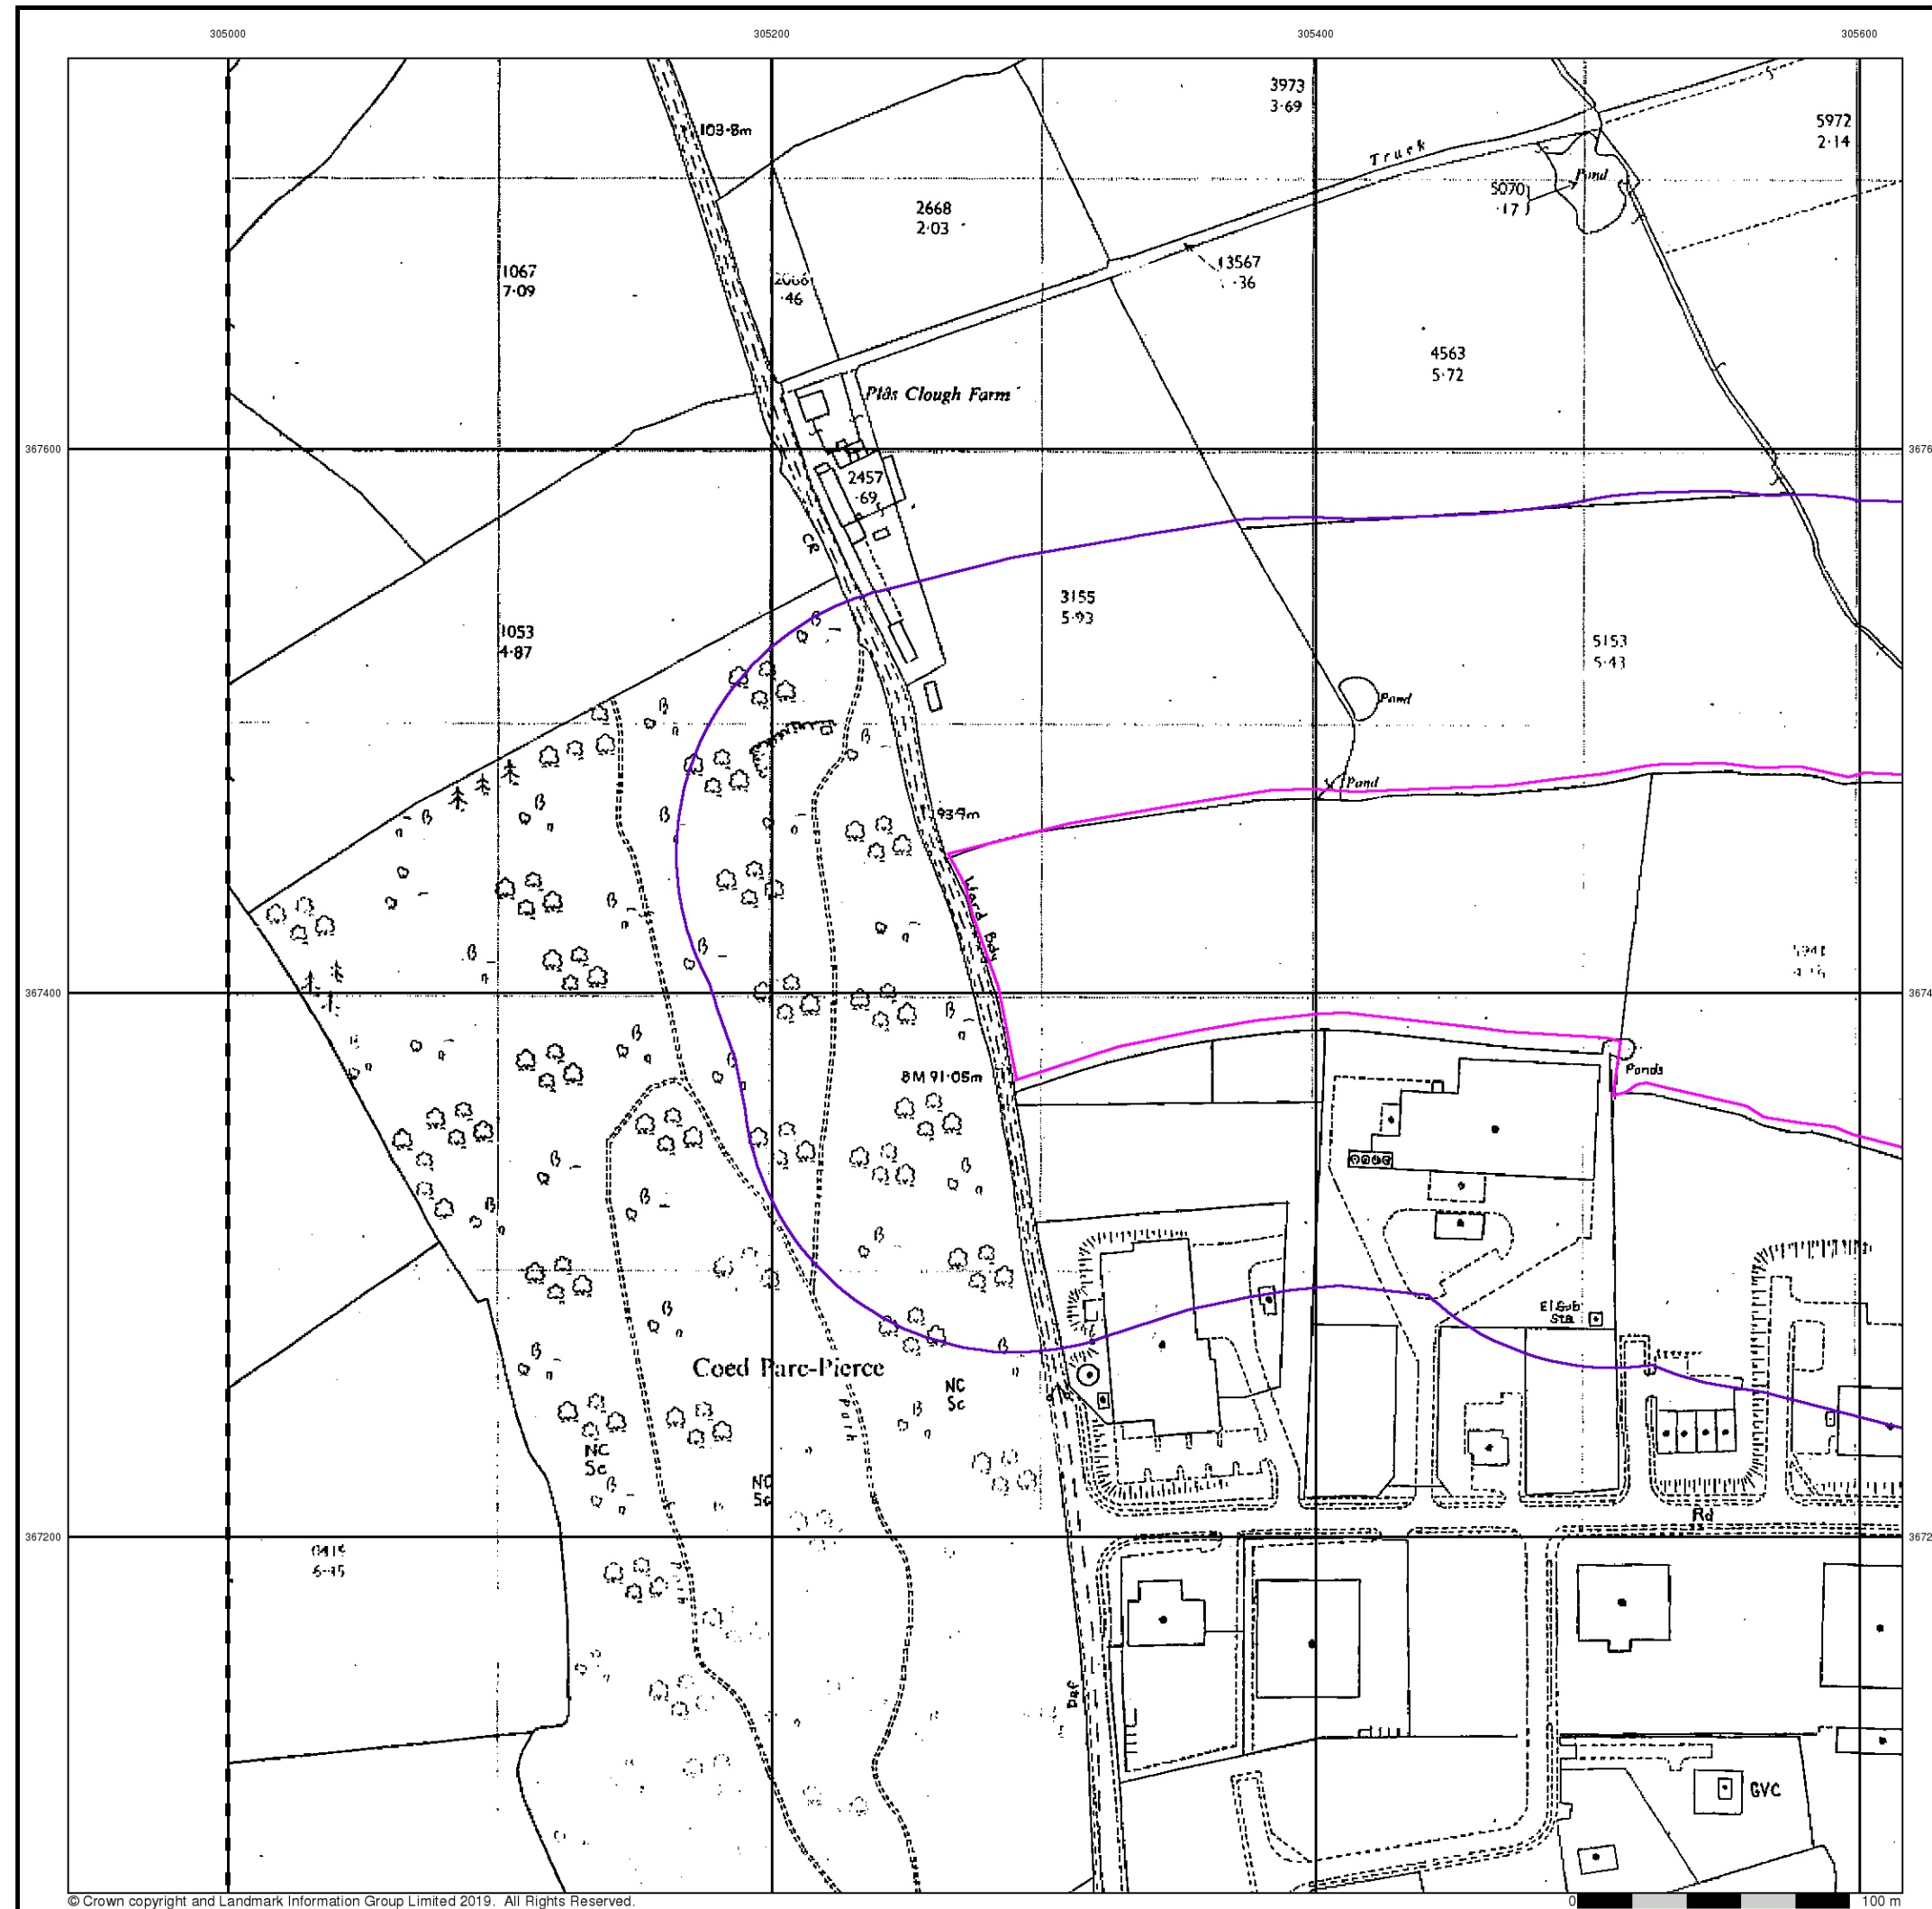 305000
305200
305400
305600
3973
3·69
103·8m
5972
2·14
Track
Pond
5070
·17
2668
2·03
1067
7·09
3567
·36
·46
4563
5·72
Plâs Clough Farm
367600
2457
·69
CR
3155
5·93
1053
4·87
5153
5·43
Pond
Pond
93·9m
Ward Bdy
367400
BM 91·05m
Ponds
El Sub
Sta
Coed Parc-Pierce
NC
Sc
Path
NC
Sc
NC
Sc
Rd
367200
Def
GVC
© Crown copyright and Landmark Information Group Limited 2019. All Rights Reserved.
0
100 m